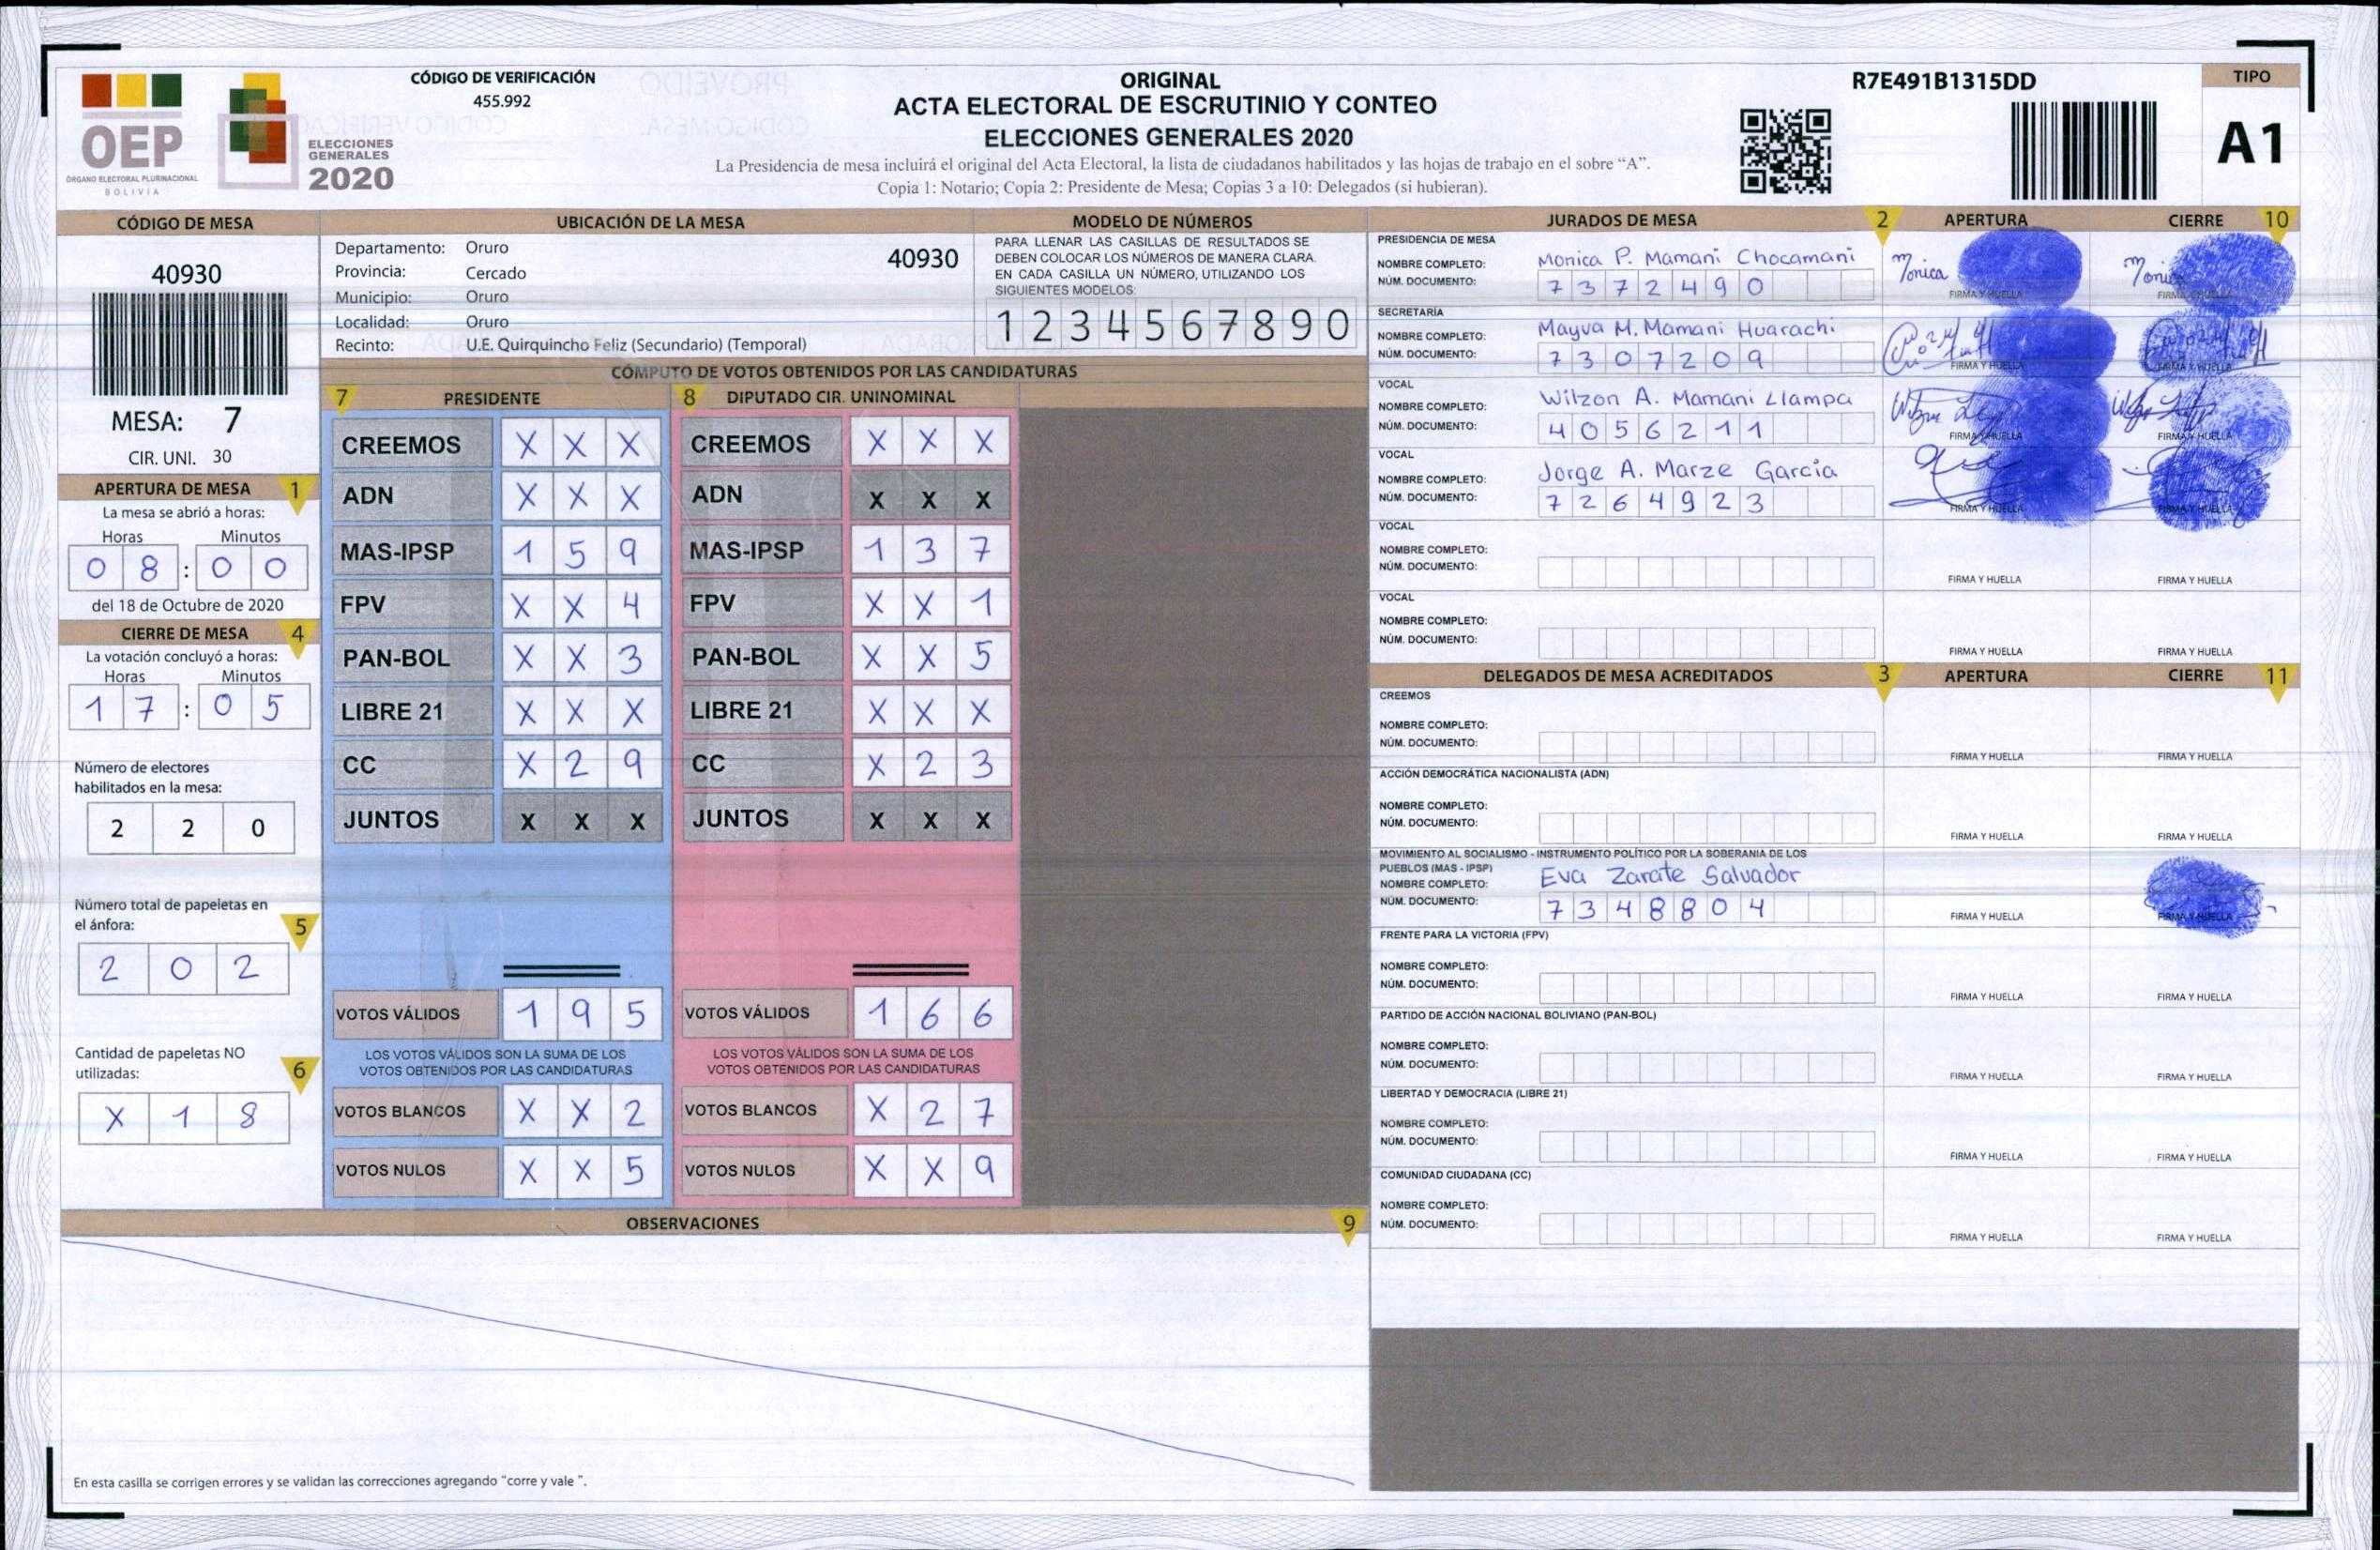 OEP
ÓRGANO ELECTORAL PLURINACIONAL
BOLIVIA
ELECCIONES
GENERALES
2020
CÓDIGO DE VERIFICACIÓN
455.992
ORIGINAL
ACTA ELECTORAL DE ESCRUTINIO Y CONTEO
ELECCIONES GENERALES 2020
La Presidencia de mesa incluirá el original del Acta Electoral, la lista de ciudadanos habilitados y las hojas de trabajo en el sobre “A”.
Copia 1: Notario; Copia 2: Presidente de Mesa; Copias 3 a 10: Delegados (si hubieran).
R7E491B1315DD
TIPO
A1
CÓDIGO DE MESA
40930
MESA: 7
CIR. UNI. 30
APERTURA DE MESA 1
La mesa se abrió a horas:
Horas Minutos
0 8 : 0 0
del 18 de Octubre de 2020
CIERRE DE MESA 4
La votación concluyó a horas:
Horas Minutos
1 7 : 0 5
Número de electores
habilitados en la mesa:
2 2 0
Número total de papeletas en
el ánfora: 5
2 0 2
Cantidad de papeletas NO
utilizadas: 6
X 1 8
UBICACIÓN DE LA MESA
Departamento: Oruro 40930
Provincia: Cercado
Municipio: Oruro
Localidad: Oruro
Recinto: U.E. Quirquincho Feliz (Secundario) (Temporal)
MODELO DE NÚMEROS
PARA LLENAR LAS CASILLAS DE RESULTADOS SE
DEBEN COLOCAR LOS NÚMEROS DE MANERA CLARA.
EN CADA CASILLA UN NÚMERO, UTILIZANDO LOS
SIGUIENTES MODELOS:
1 2 3 4 5 6 7 8 9 0
CÓMPUTO DE VOTOS OBTENIDOS POR LAS CANDIDATURAS
7 PRESIDENTE
CREEMOS X X X
ADN X X X
MAS-IPSP 1 5 9
FPV X X 4
PAN-BOL X X 3
LIBRE 21 X X X
CC X 2 9
JUNTOS X X X
VOTOS VÁLIDOS 1 9 5
LOS VOTOS VÁLIDOS SON LA SUMA DE LOS
VOTOS OBTENIDOS POR LAS CANDIDATURAS
VOTOS BLANCOS X X 2
VOTOS NULOS X X 5
8 DIPUTADO CIR. UNINOMINAL
CREEMOS X X X
ADN X X X
MAS-IPSP 1 3 7
FPV X X 1
PAN-BOL X X 5
LIBRE 21 X X X
CC X 2 3
JUNTOS X X X
VOTOS VÁLIDOS 1 6 6
LOS VOTOS VÁLIDOS SON LA SUMA DE LOS
VOTOS OBTENIDOS POR LAS CANDIDATURAS
VOTOS BLANCOS X 2 7
VOTOS NULOS X X 9
OBSERVACIONES 9
En esta casilla se corrigen errores y se validan las correcciones agregando “corre y vale ”.
JURADOS DE MESA 2 APERTURA CIERRE 10
PRESIDENCIA DE MESA
NOMBRE COMPLETO: Monica P. Mamani Chocamani Monica
NÚM. DOCUMENTO: 7 3 7 2 4 9 0
FIRMA Y HUELLA FIRMA Y HUELLA
SECRETARÍA
NOMBRE COMPLETO: Mayva M. Mamani Huarachi
NÚM. DOCUMENTO: 7 3 0 7 2 0 9
FIRMA Y HUELLA FIRMA Y HUELLA
VOCAL
NOMBRE COMPLETO: Wilzon A. Mamani Llampa
NÚM. DOCUMENTO: 4 0 5 6 2 1 1
FIRMA Y HUELLA FIRMA Y HUELLA
VOCAL
NOMBRE COMPLETO: Jorge A. Marze Garcia
NÚM. DOCUMENTO: 7 2 6 4 9 2 3
FIRMA Y HUELLA FIRMA Y HUELLA
VOCAL
NOMBRE COMPLETO:
NÚM. DOCUMENTO:
FIRMA Y HUELLA FIRMA Y HUELLA
VOCAL
NOMBRE COMPLETO:
NÚM. DOCUMENTO:
FIRMA Y HUELLA FIRMA Y HUELLA
DELEGADOS DE MESA ACREDITADOS 3 APERTURA CIERRE 11
CREEMOS
NOMBRE COMPLETO:
NÚM. DOCUMENTO:
FIRMA Y HUELLA FIRMA Y HUELLA
ACCIÓN DEMOCRÁTICA NACIONALISTA (ADN)
NOMBRE COMPLETO:
NÚM. DOCUMENTO:
FIRMA Y HUELLA FIRMA Y HUELLA
MOVIMIENTO AL SOCIALISMO - INSTRUMENTO POLÍTICO POR LA SOBERANIA DE LOS
PUEBLOS (MAS - IPSP)
NOMBRE COMPLETO: Eva Zarate Salvador
NÚM. DOCUMENTO: 7 3 4 8 8 0 4
FIRMA Y HUELLA FIRMA Y HUELLA
FRENTE PARA LA VICTORIA (FPV)
NOMBRE COMPLETO:
NÚM. DOCUMENTO:
FIRMA Y HUELLA FIRMA Y HUELLA
PARTIDO DE ACCIÓN NACIONAL BOLIVIANO (PAN-BOL)
NOMBRE COMPLETO:
NÚM. DOCUMENTO:
FIRMA Y HUELLA FIRMA Y HUELLA
LIBERTAD Y DEMOCRACIA (LIBRE 21)
NOMBRE COMPLETO:
NÚM. DOCUMENTO:
FIRMA Y HUELLA FIRMA Y HUELLA
COMUNIDAD CIUDADANA (CC)
NOMBRE COMPLETO:
NÚM. DOCUMENTO:
FIRMA Y HUELLA FIRMA Y HUELLA